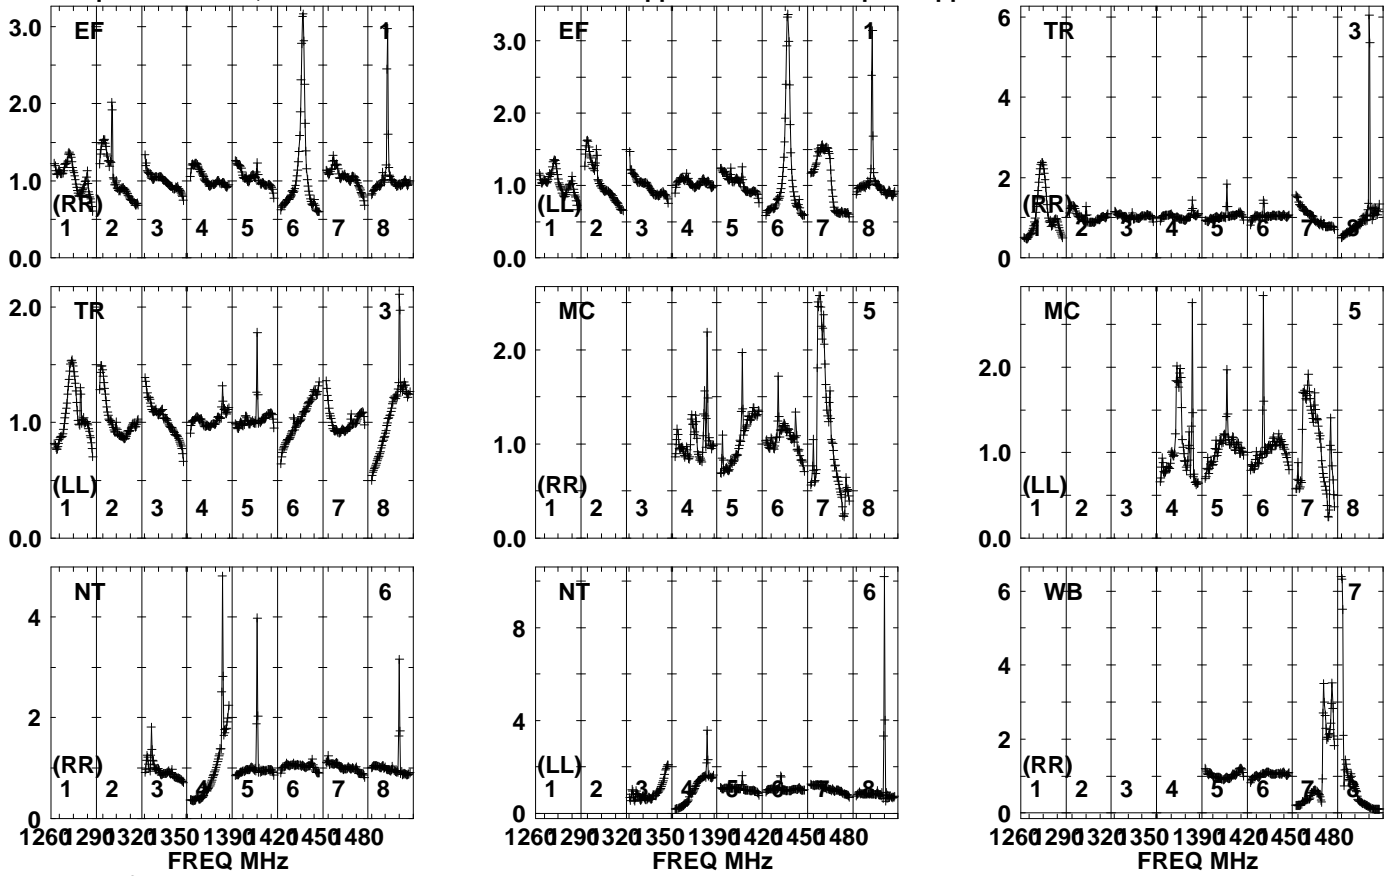 EF 1 EF 1 TR 3
3.0 3.0 6
2.0 2.0 4
1.0 1.0 2
(RR) (LL) (RR)
1 2 3 4 5 6 7 8 1 2 3 4 5 6 7 8 1 2 3 4 5 6 7 8
0.0 0.0 0
TR 3 MC 5 MC 5
2.0 2.0 2.0
1.0 1.0 1.0
(LL) (RR) (LL)
1 2 3 4 5 6 7 8 1 2 3 4 5 6 7 8 1 2 3 4 5 6 7 8
0.0 0.0 0.0
NT 6 NT 6 WB 7
4 8 6
2 4 4
2
(RR) (LL) (RR)
1 2 3 4 5 6 7 8 1 2 3 4 5 6 7 8 1 2 3 4 5 6 7 8
0 0 0
1260 1290 1320 1350 1390 1420 1450 1480 1260 1290 1320 1350 1390 1420 1450 1480 1260 1290 1320 1350 1390 1420 1450 1480
FREQ MHz FREQ MHz FREQ MHz